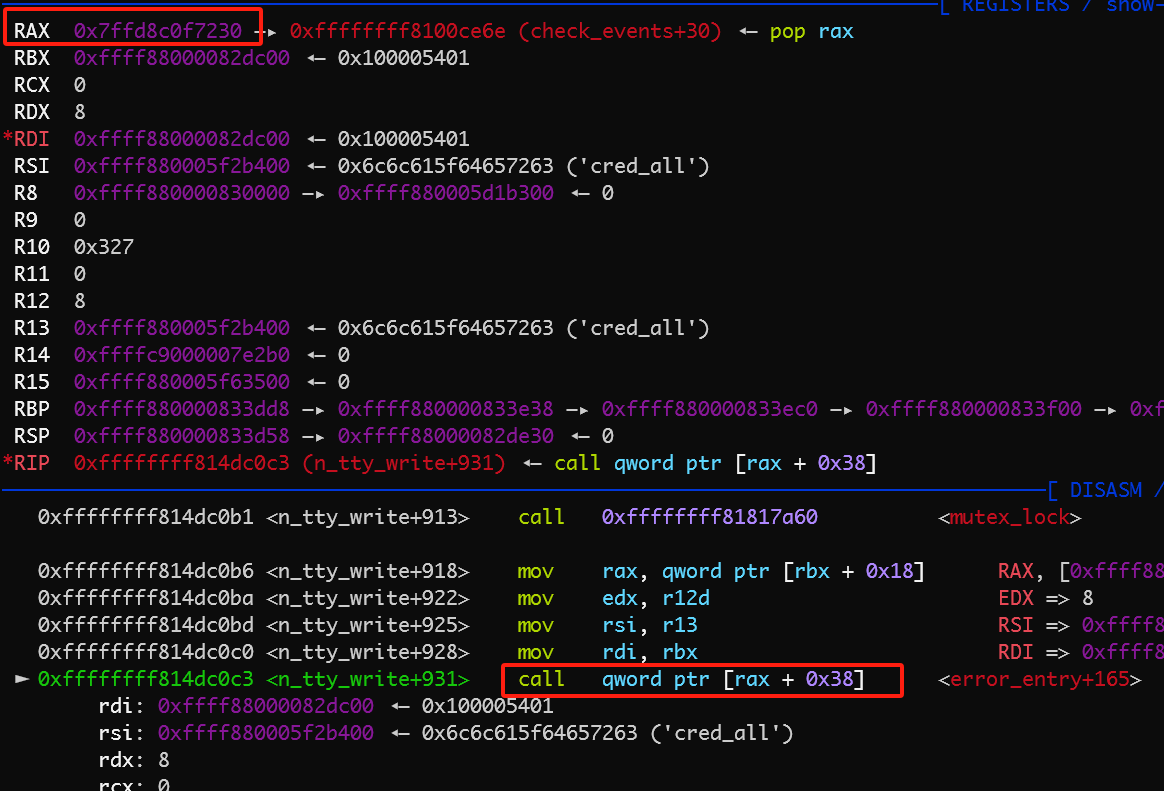 [ REGISTERS / show-
RAX 0x7ffd8c0f7230 —▸ 0xffffffff8100ce6e (check_events+30) ◂— pop rax
RBX 0xffff88000082dc00 ◂— 0x100005401
RCX 0
RDX 8
*RDI 0xffff88000082dc00 ◂— 0x100005401
RSI 0xffff880005f2b400 ◂— 0x6c6c615f64657263 ('cred_all')
R8 0xffff880000830000 —▸ 0xffff880005d1b300 ◂— 0
R9 0
R10 0x327
R11 0
R12 8
R13 0xffff880005f2b400 ◂— 0x6c6c615f64657263 ('cred_all')
R14 0xffffc9000007e2b0 ◂— 0
R15 0xffff880005f63500 ◂— 0
RBP 0xffff880000833dd8 —▸ 0xffff880000833e38 —▸ 0xffff880000833ec0 —▸ 0xffff880000833f00 —▸ 0xf
RSP 0xffff880000833d58 —▸ 0xffff88000082de30 ◂— 0
*RIP 0xffffffff814dc0c3 (n_tty_write+931) ◂— call qword ptr [rax + 0x38]
[ DISASM /
0xffffffff814dc0b1 <n_tty_write+913> call 0xffffffff81817a60 <mutex_lock>
0xffffffff814dc0b6 <n_tty_write+918> mov rax, qword ptr [rbx + 0x18] RAX, [0xffff88
0xffffffff814dc0ba <n_tty_write+922> mov edx, r12d EDX => 8
0xffffffff814dc0bd <n_tty_write+925> mov rsi, r13 RSI => 0xffff8
0xffffffff814dc0c0 <n_tty_write+928> mov rdi, rbx RDI => 0xffff8
► 0xffffffff814dc0c3 <n_tty_write+931> call qword ptr [rax + 0x38] <error_entry+165>
rdi: 0xffff88000082dc00 ◂— 0x100005401
rsi: 0xffff880005f2b400 ◂— 0x6c6c615f64657263 ('cred_all')
rdx: 8
rcx: 0